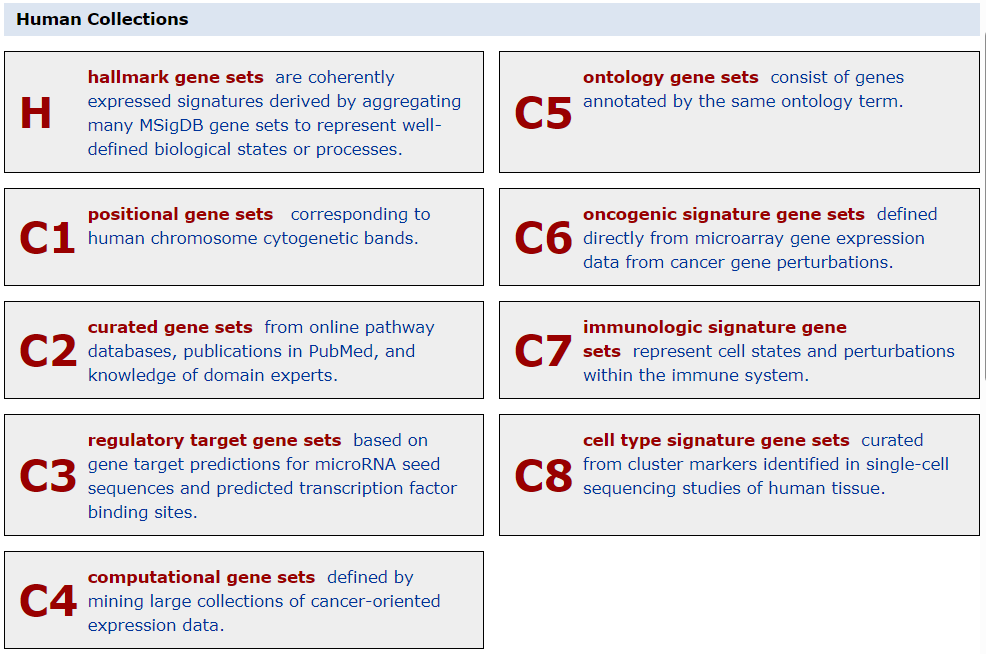 Human Collections
H
hallmark gene sets are coherently
expressed signatures derived by aggregating
many MSigDB gene sets to represent well-
defined biological states or processes.
C1
positional gene sets corresponding to
human chromosome cytogenetic bands.
C2
curated gene sets from online pathway
databases, publications in PubMed, and
knowledge of domain experts.
C3
regulatory target gene sets based on
gene target predictions for microRNA seed
sequences and predicted transcription factor
binding sites.
C4
computational gene sets defined by
mining large collections of cancer-oriented
expression data.
C5
ontology gene sets consist of genes
annotated by the same ontology term.
C6
oncogenic signature gene sets defined
directly from microarray gene expression
data from cancer gene perturbations.
C7
immunologic signature gene
sets represent cell states and perturbations
within the immune system.
C8
cell type signature gene sets curated
from cluster markers identified in single-cell
sequencing studies of human tissue.